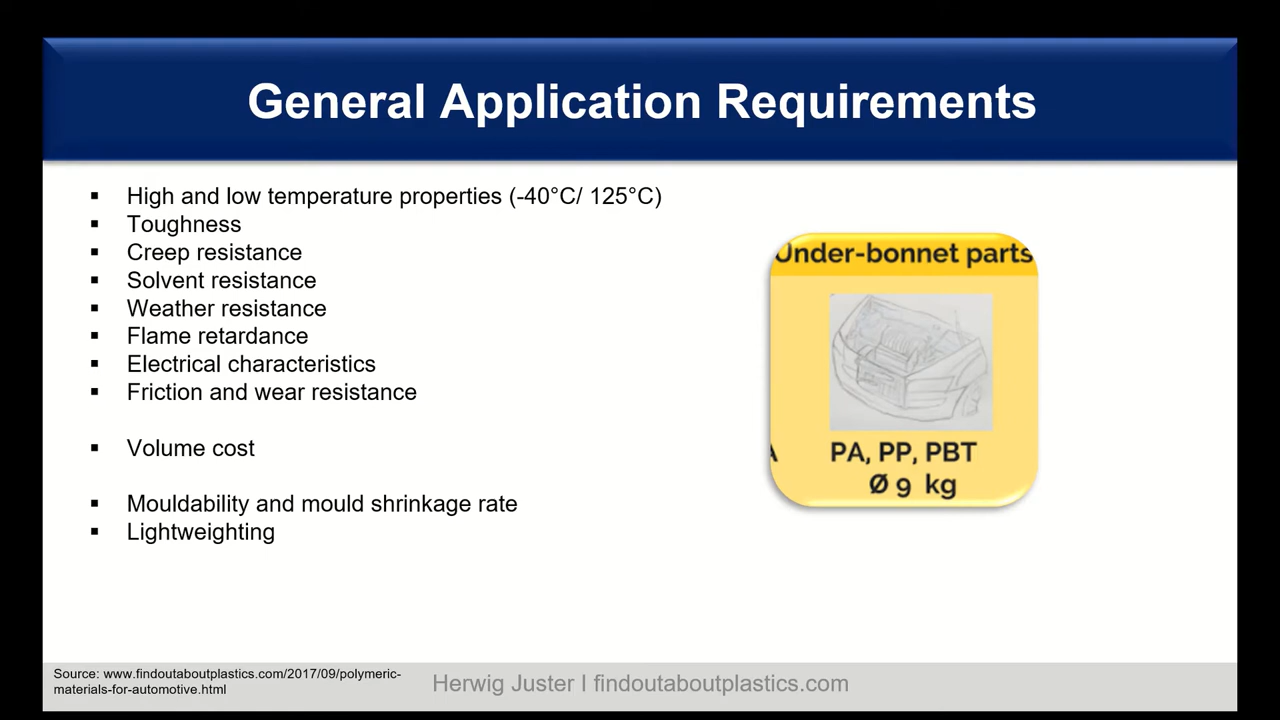 General Application Requirements
▪ High and low temperature properties (-40°C/ 125°C)
▪ Toughness
▪ Creep resistance
▪ Solvent resistance
▪ Weather resistance
▪ Flame retardance
▪ Electrical characteristics
▪ Friction and wear resistance
▪ Volume cost
▪ Mouldability and mould shrinkage rate
▪ Lightweighting
Under-bonnet parts
A
PA, PP, PBT
Ø 9 kg
Source: www.findoutaboutplastics.com/2017/09/polymeric-
materials-for-automotive.html
Herwig Juster I findoutaboutplastics.com